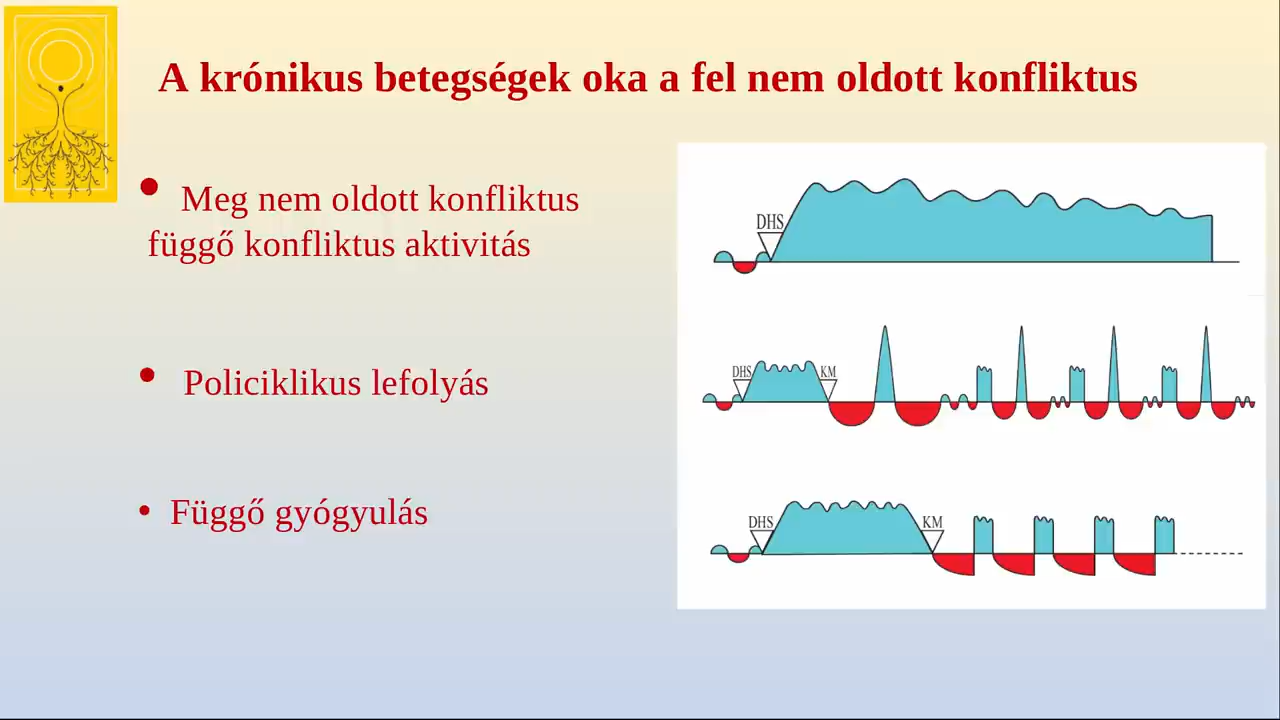 A krónikus betegségek oka a fel nem oldott konfliktus
• Meg nem oldott konfliktus
függő konfliktus aktivitás
• Policiklikus lefolyás
• Függő gyógyulás
DHS
DHS KM
DHS KM